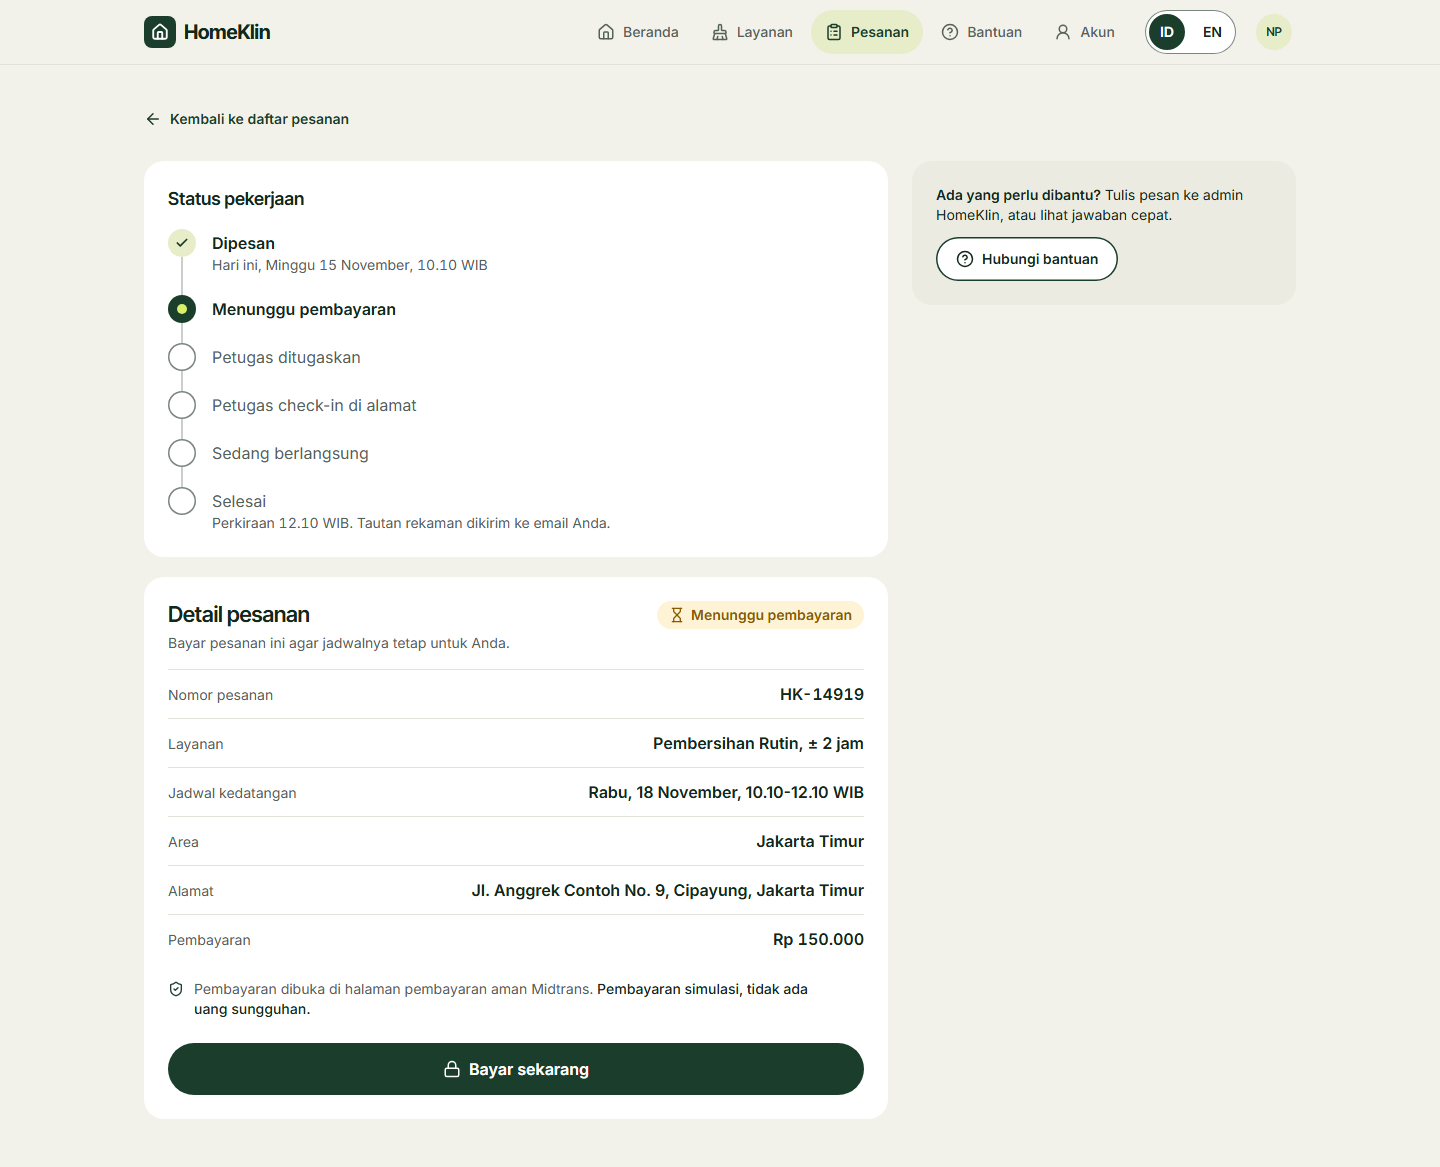 HomeKlin
Beranda
Layanan
Pesanan
Bantuan
Akun
ID
EN
NP
Kembali ke daftar pesanan
Status pekerjaan
Dipesan
Hari ini, Minggu 15 November, 10.10 WIB
Menunggu pembayaran
Petugas ditugaskan
Petugas check-in di alamat
Sedang berlangsung
Selesai
Perkiraan 12.10 WIB. Tautan rekaman dikirim ke email Anda.
Ada yang perlu dibantu? Tulis pesan ke admin
HomeKlin, atau lihat jawaban cepat.
Hubungi bantuan
Detail pesanan
Menunggu pembayaran
Bayar pesanan ini agar jadwalnya tetap untuk Anda.
Nomor pesanan
HK-14919
Layanan
Pembersihan Rutin, ± 2 jam
Jadwal kedatangan
Rabu, 18 November, 10.10-12.10 WIB
Area
Jakarta Timur
Alamat
Jl. Anggrek Contoh No. 9, Cipayung, Jakarta Timur
Pembayaran
Rp 150.000
Pembayaran dibuka di halaman pembayaran aman Midtrans. Pembayaran simulasi, tidak ada
uang sungguhan.
Bayar sekarang